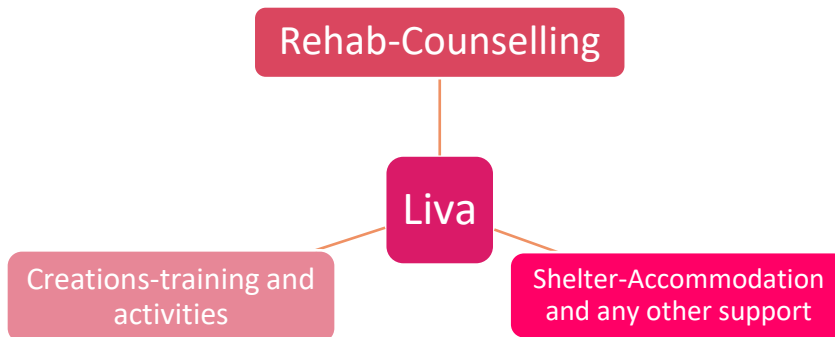 Rehab-Counselling
Liva
Creations-training and
activities
Shelter-Accommodation
and any other support